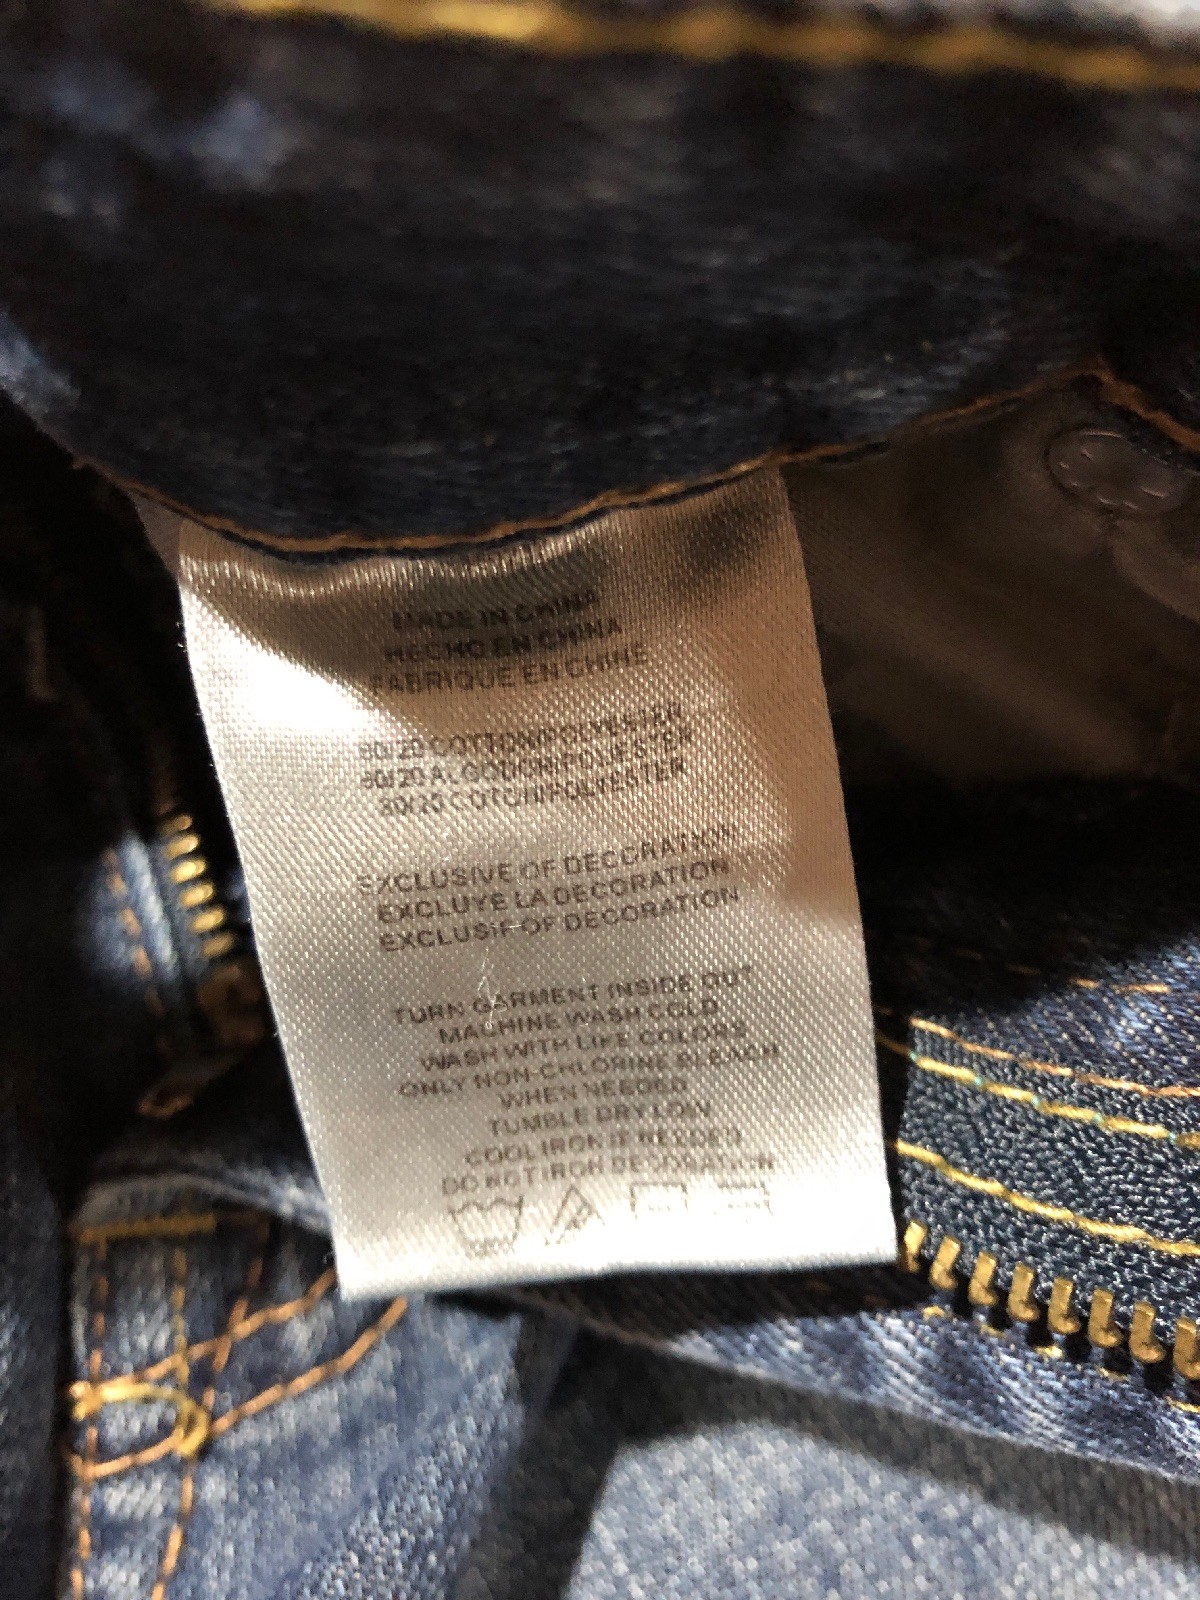 MADE IN CHINA
HECHO EN CHINA
FABRIQUE EN CHINE
80/20 COTTON/POLYESTER
80/20 ALGODON/POLIESTER
80/20 COTON/POLYESTER
EXCLUSIVE OF DECORATION
EXCLUYE LA DECORATION
EXCLUSIF OF DECORATION
TURN GARMENT INSIDE OUT
MACHINE WASH COLD
WASH WITH LIKE COLORS
ONLY NON-CHLORINE BLEACH
WHEN NEEDED
TUMBLE DRY LOW
COOL IRON IF NEEDED
DO NOT IRON DECORATION